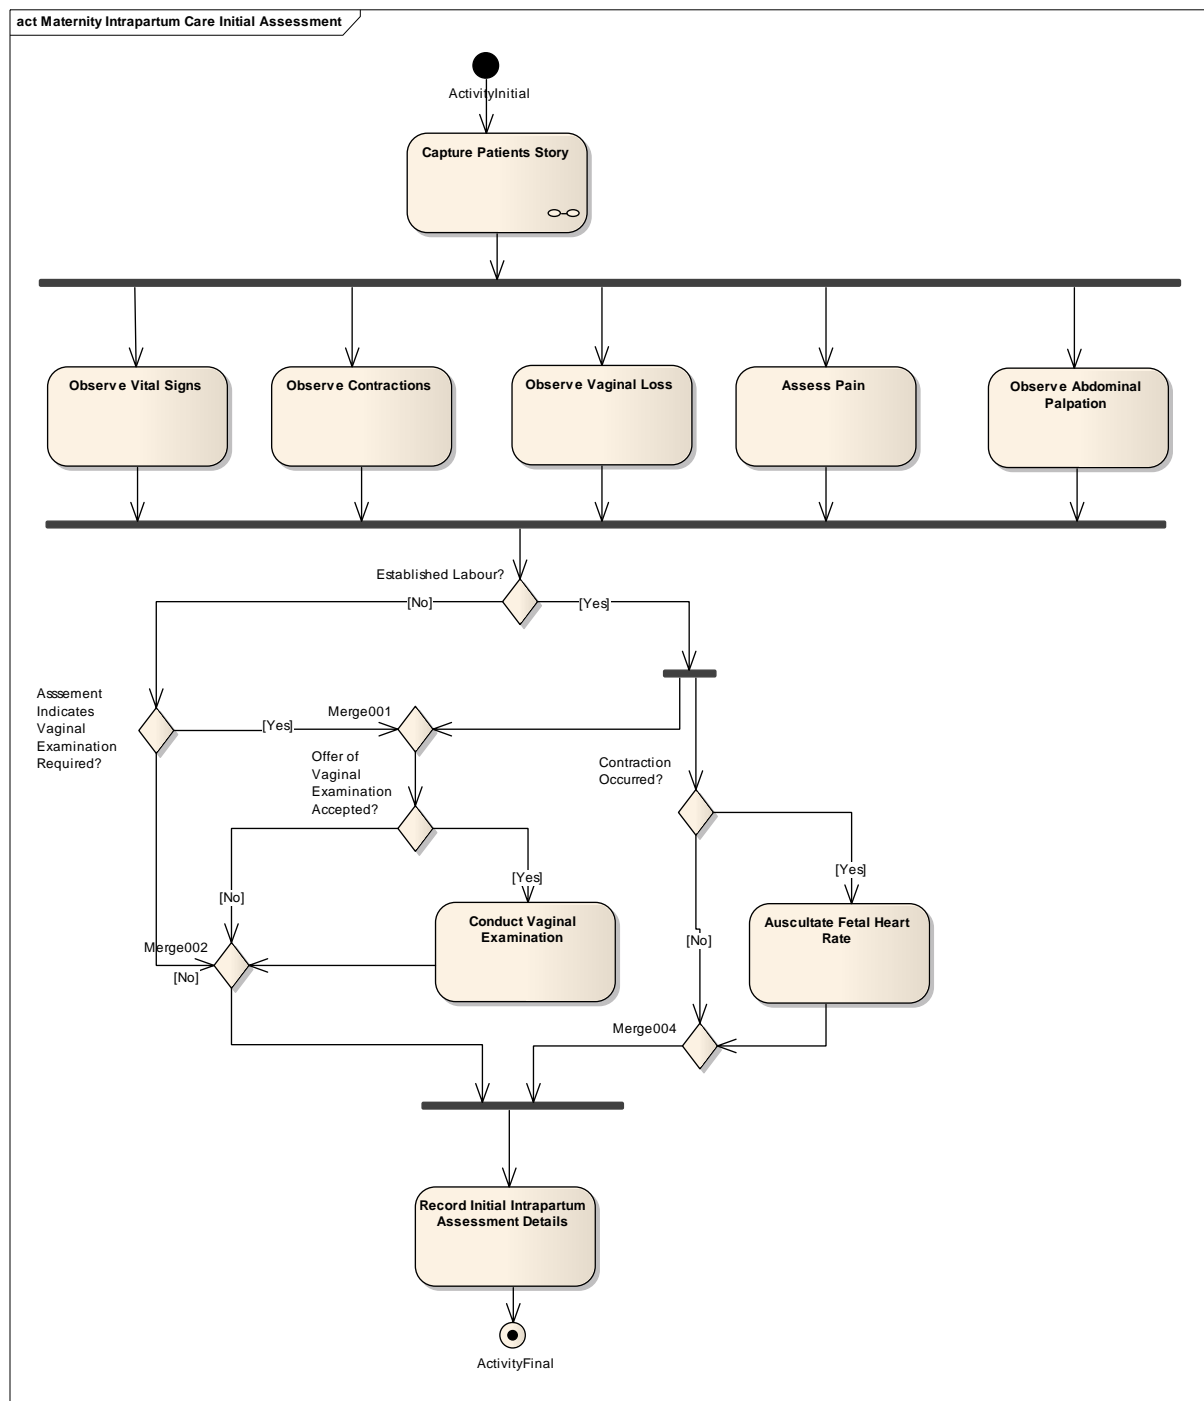 act Maternity Intrapartum Care Initial Assessment
ActivityInitial
Capture Patients Story
Observe Vital Signs
Observe Contractions
Observe Vaginal Loss
Assess Pain
Observe Abdominal
Palpation
Established Labour?
[No]
[Yes]
Asssement
Indicates
Vaginal
Examination
Required?
[Yes]
Merge001
Offer of
Vaginal
Examination
Accepted?
Contraction
Occurred?
[No]
[Yes]
[Yes]
Conduct Vaginal
Examination
Auscultate Fetal Heart
Rate
Merge002
[No]
[No]
Merge004
Record Initial Intrapartum
Assessment Details
ActivityFinal